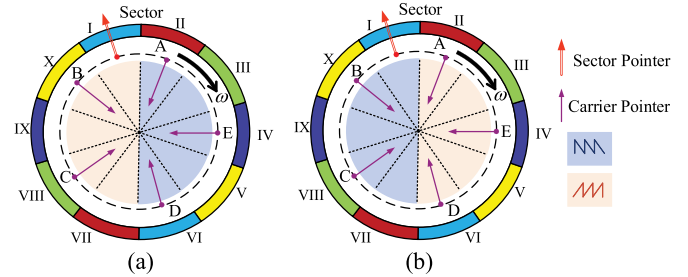 Sector
I
II
III
IV
V
VI
VII
VIII
IX
X
A
B
C
D
E
ω
(a)
Sector
I
II
III
IV
V
VI
VII
VIII
IX
X
A
B
C
D
E
ω
(b)
Sector Pointer
Carrier Pointer